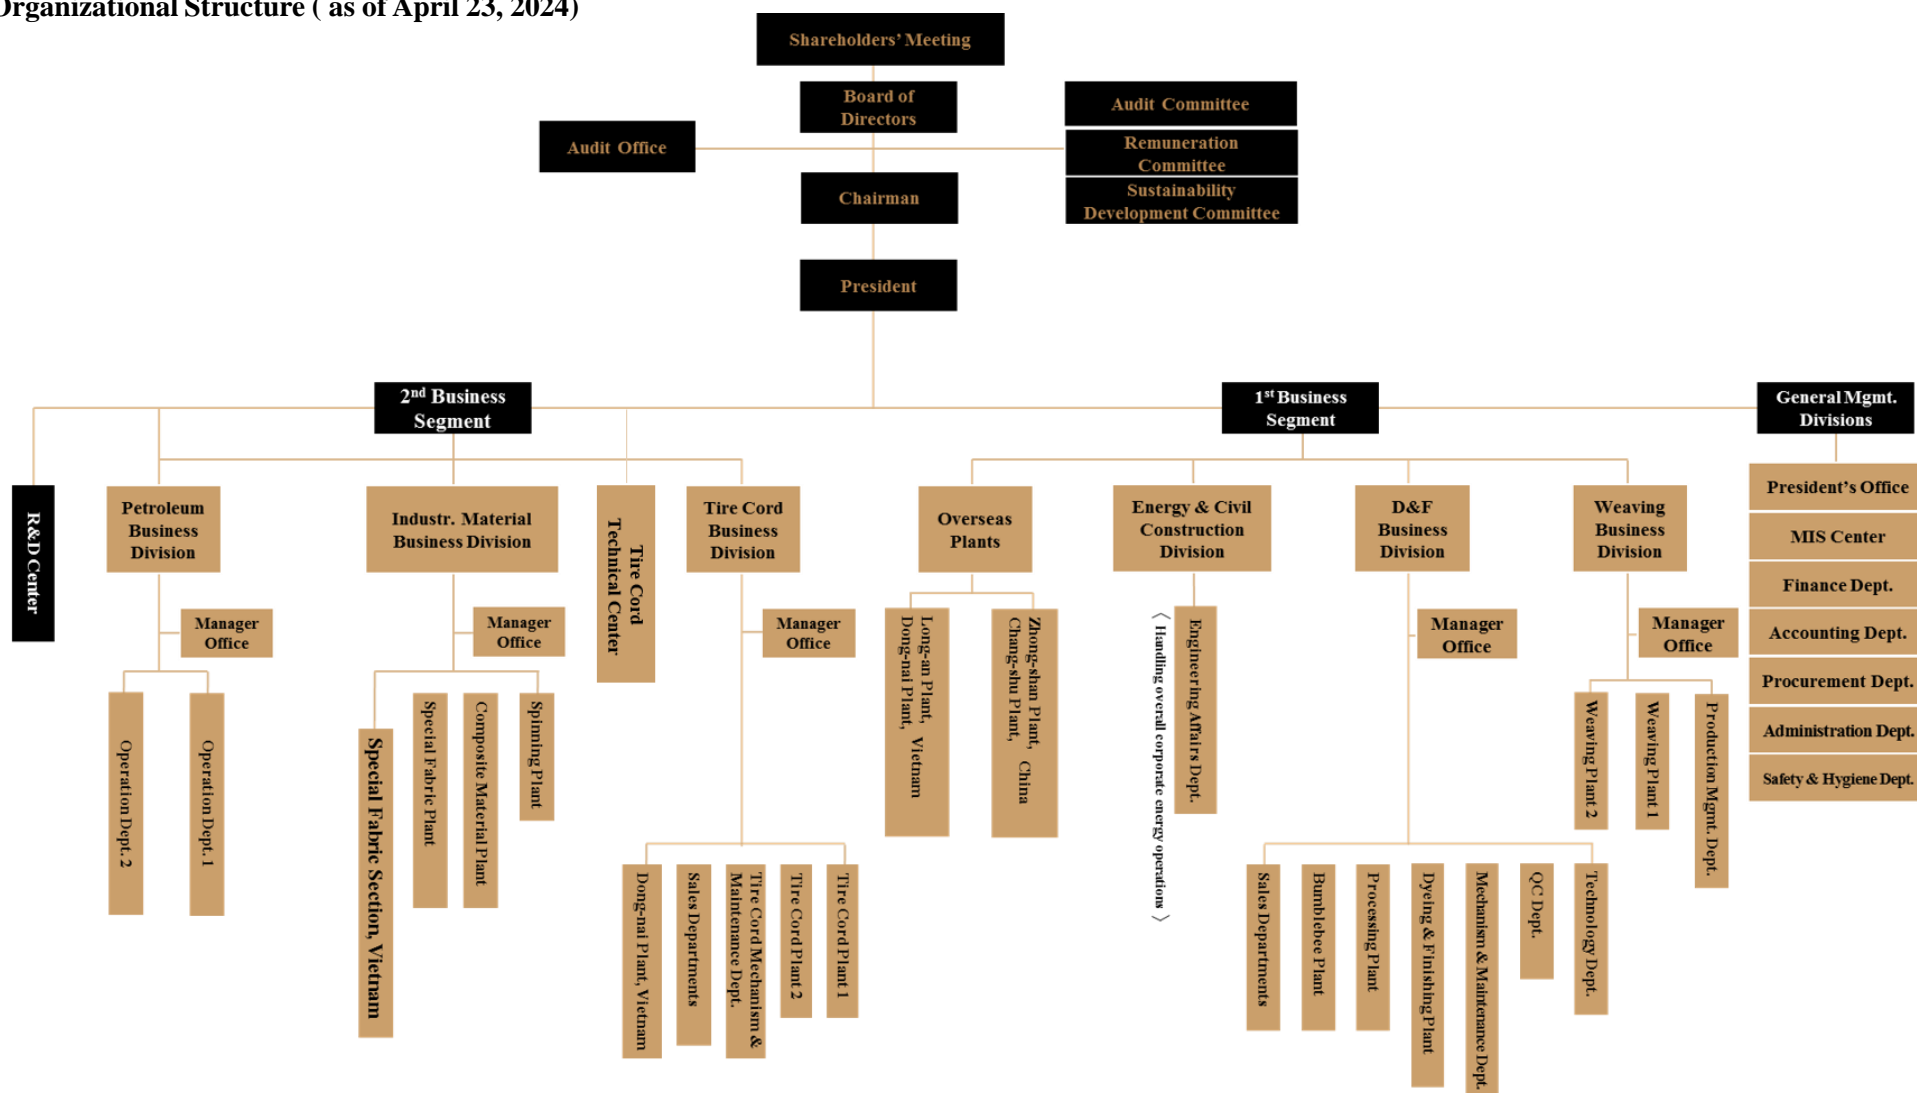 Organizational Structure ( as of April 23, 2024)
Shareholders’ Meeting
Board of
Directors
Audit Committee
Audit Office
Remuneration
Committee
Sustainability
Development Committee
Chairman
President
2nd Business
Segment
1st Business
Segment
General Mgmt.
Divisions
R&D Center
Petroleum
Business
Division
Industr. Material
Business Division
Tire Cord
Technical Center
Tire Cord
Business
Division
Overseas
Plants
Energy & Civil
Construction
Division
D&F
Business
Division
Weaving
Business
Division
President’s Office
MIS Center
Finance Dept.
Accounting Dept.
Procurement Dept.
Administration Dept.
Safety & Hygiene Dept.
Manager
Office
Manager
Office
Manager
Office
Manager
Office
Manager
Office
Operation Dept. 2
Operation Dept. 1
Special Fabric Section, Vietnam
Special Fabric Plant
Composite Material Plant
Spinning Plant
Dong-nai Plant, Vietnam
Sales Departments
Tire Cord Mechanism &
Maintenance Dept.
Tire Cord Plant 2
Tire Cord Plant 1
Long-an Plant,
Dong-nai Plant, Vietnam
Zhong-shan Plant,
Chang-shu Plant, China
〈 Handling overall corporate energy operations 〉
Engineering Affairs Dept.
Sales Departments
Bumblebee Plant
Processing Plant
Dyeing & Finishing Plant
Mechanism & Maintenance Dept.
QC Dept.
Technology Dept.
Weaving Plant 2
Weaving Plant 1
Production Mgmt. Dept.